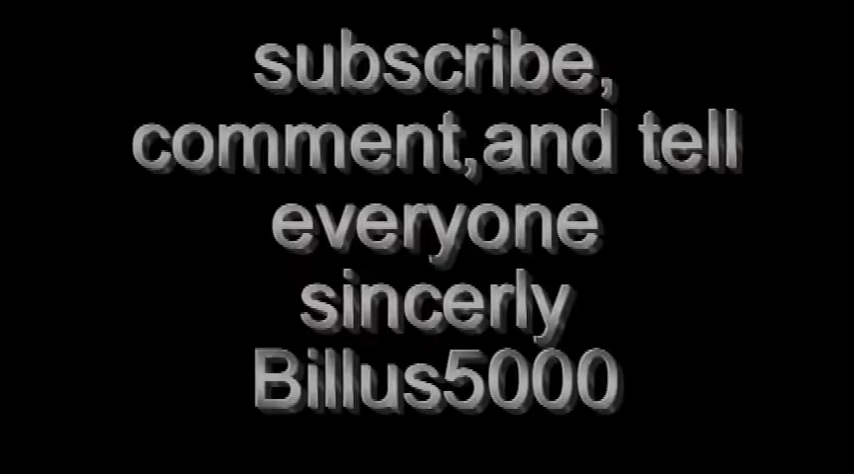 subscribe,
comment,and tell
everyone
sincerly
Billus5000